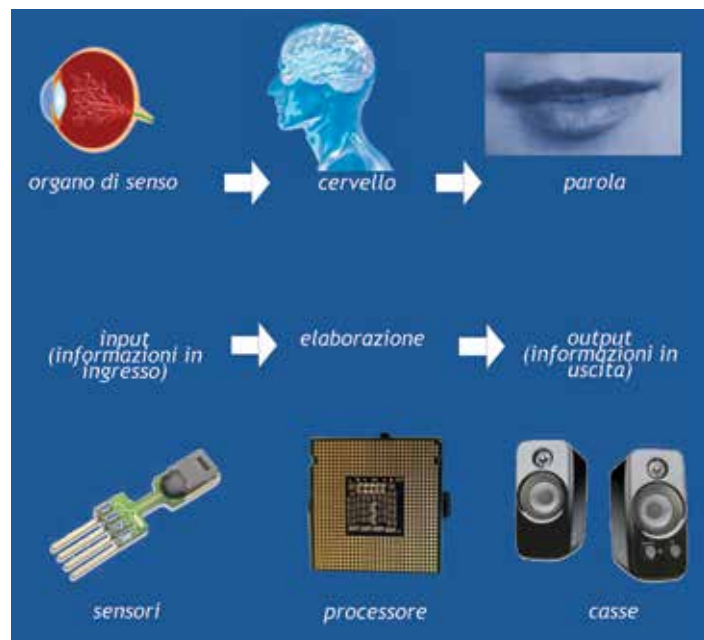 organo di senso
cervello
parola
input
(informazioni in
ingresso)
elaborazione
output
(informazioni in
uscita)
sensori
processore
casse